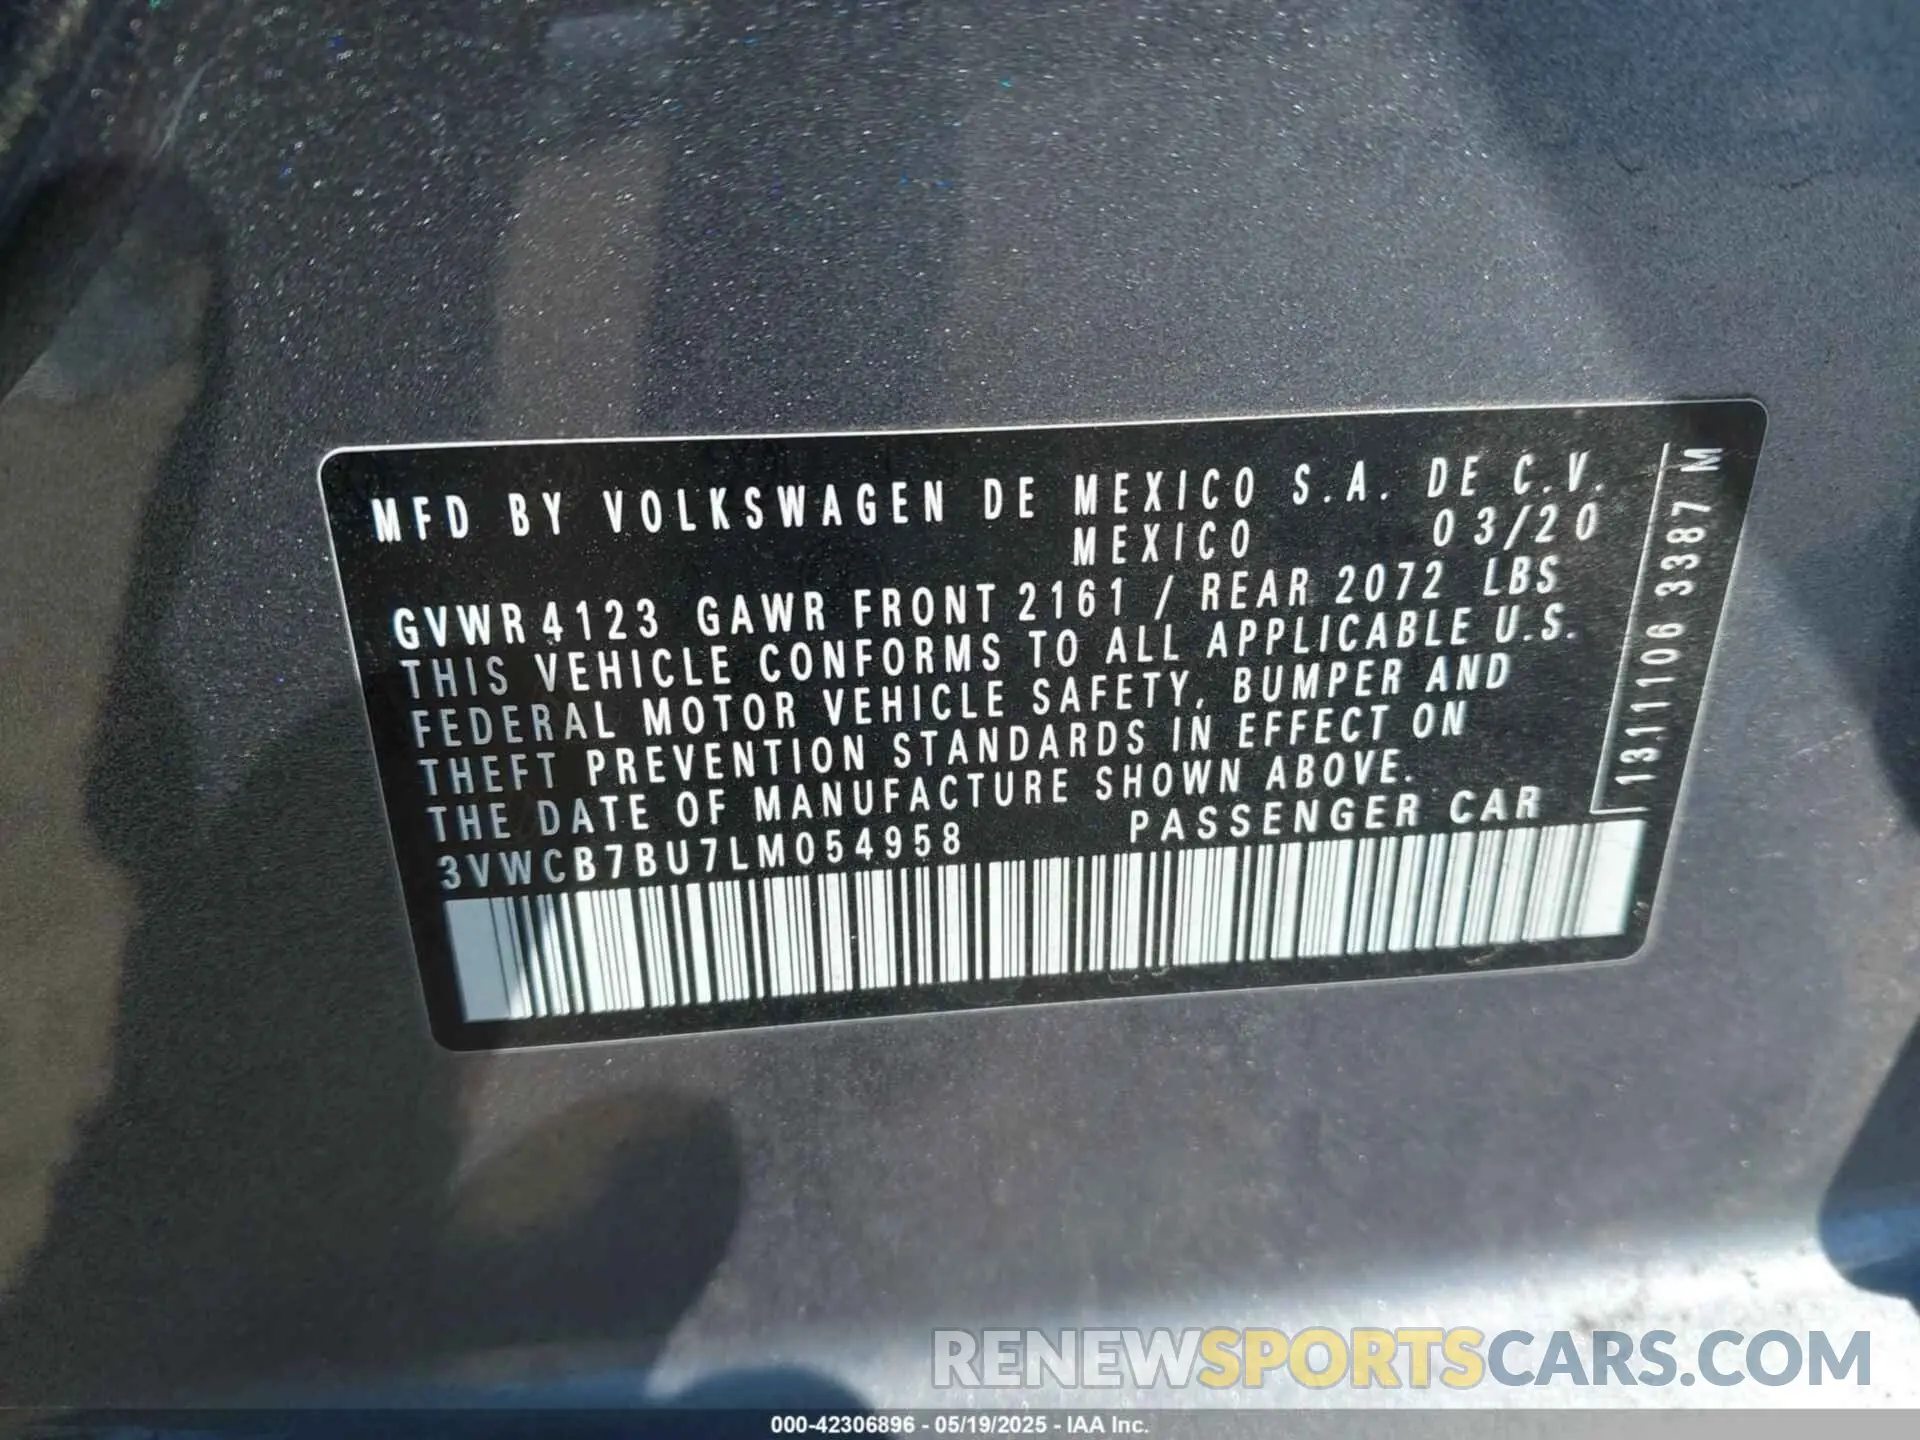 MFD BY VOLKSWAGEN DE MEXICO S.A. DE C.V.
MEXICO 03/20
GVWR 4123 GAWR FRONT 2161 / REAR 2072 LBS
THIS VEHICLE CONFORMS TO ALL APPLICABLE U.S.
FEDERAL MOTOR VEHICLE SAFETY, BUMPER AND
THEFT PREVENTION STANDARDS IN EFFECT ON
THE DATE OF MANUFACTURE SHOWN ABOVE.
3VWCB7BU7LM054958 PASSENGER CAR
13.11106 3387 M
RENEWSPORTSCARS.COM
000-42306896 - 05/19/2025 - IAA Inc.